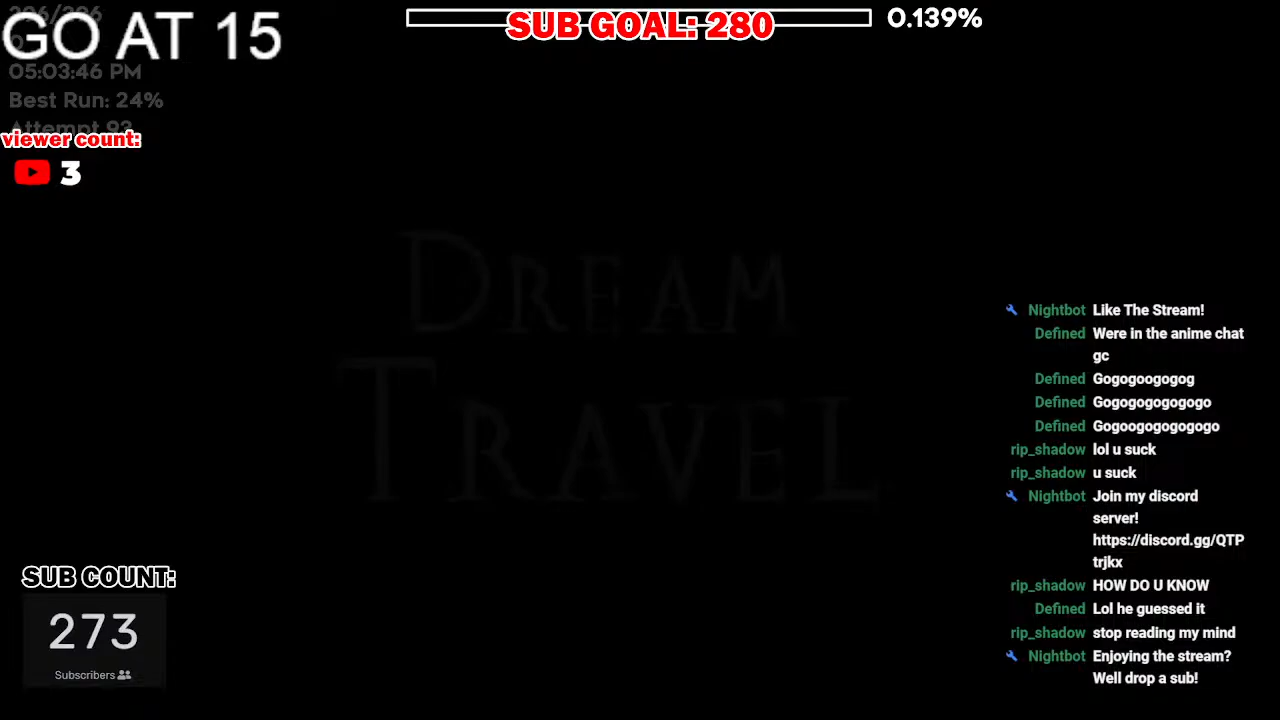 GO AT 15
SUB GOAL: 280
0.139%
05:03:46 PM
Best Run: 24%
Attempt 93
viewer count:
3
DREAM
TRAVEL
Nightbot Like The Stream!
Defined Were in the anime chat
gc
Defined Gogogoogogog
Defined Gogogogogogogo
Defined Gogoogogogogogo
rip_shadow lol u suck
rip_shadow u suck
Nightbot Join my discord
server!
https://discord.gg/QTP
trjkx
rip_shadow HOW DO U KNOW
Defined Lol he guessed it
rip_shadow stop reading my mind
Nightbot Enjoying the stream?
Well drop a sub!
SUB COUNT:
273
Subscribers